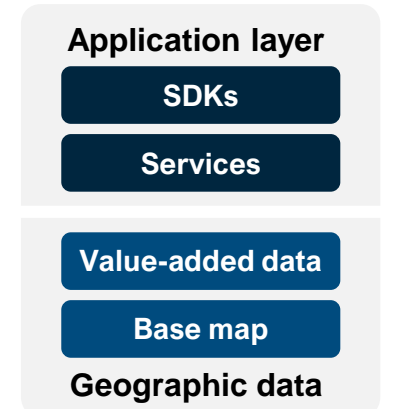 Application layer
SDKs
Services
Value-added data
Base map
Geographic data